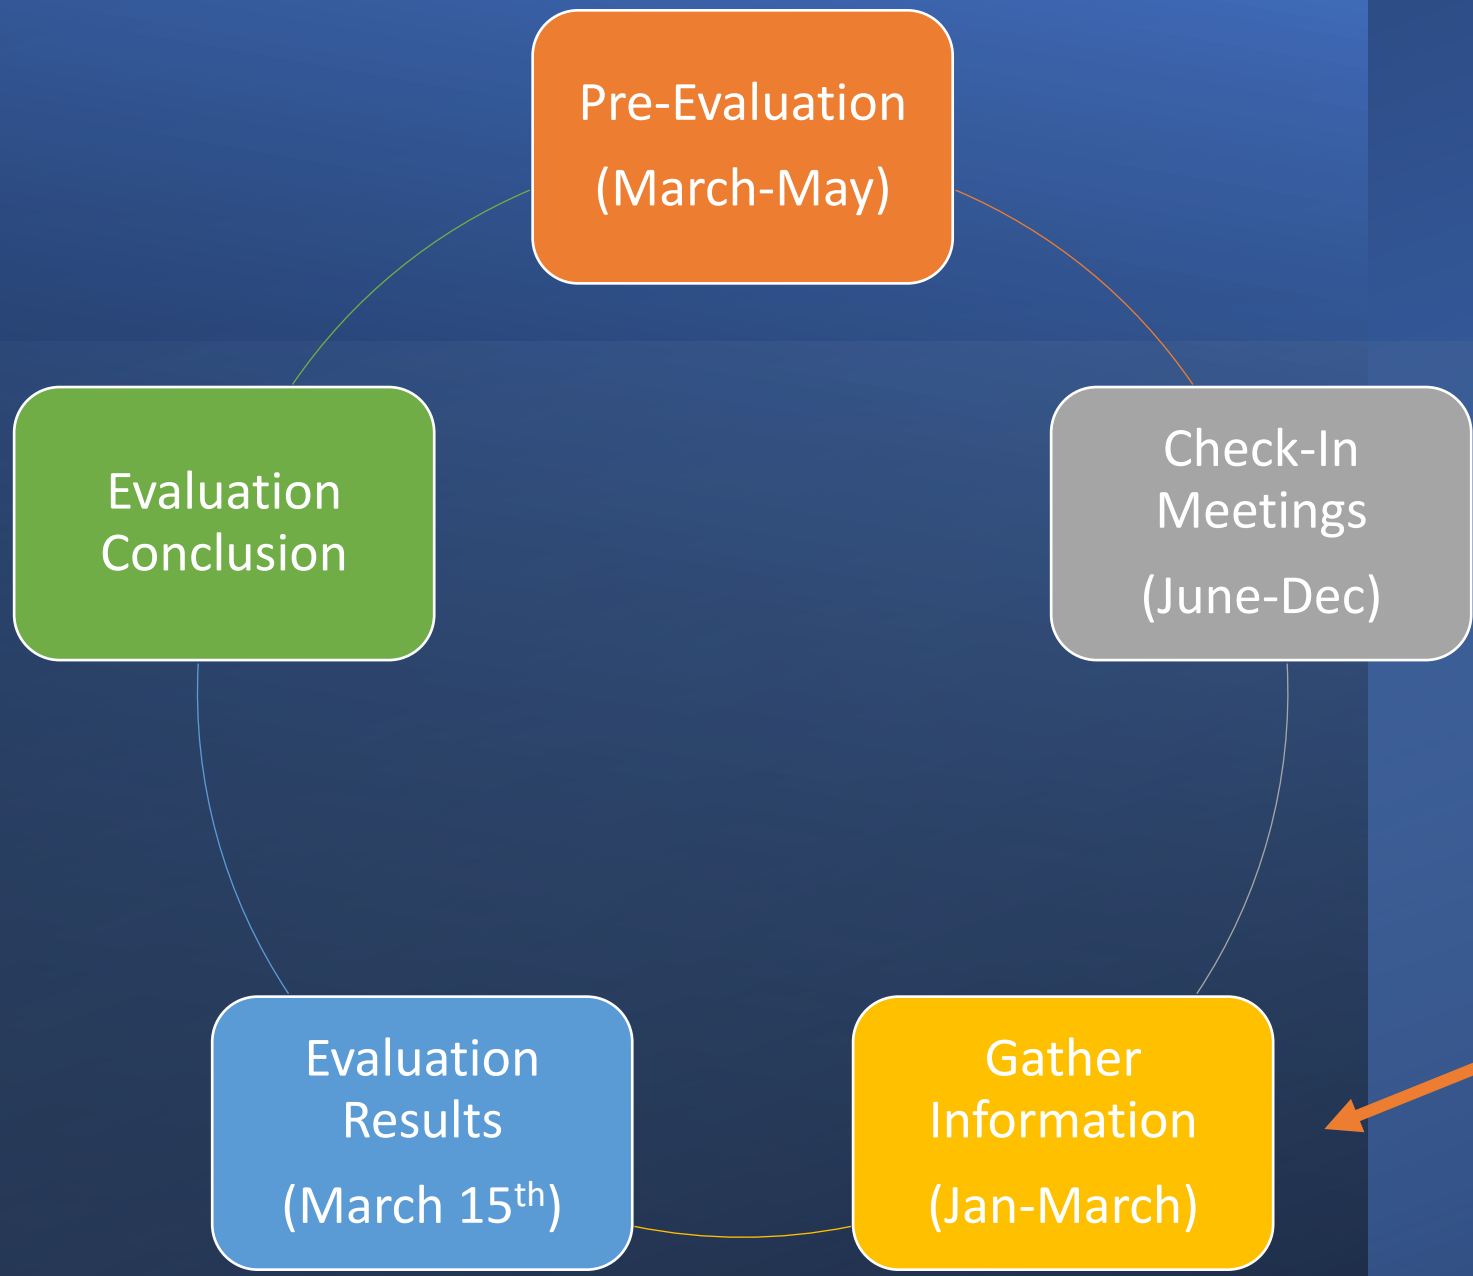 Pre-Evaluation
(March-May)
Check-In
Meetings
(June-Dec)
Gather
Information
(Jan-March)
Evaluation
Results
(March 15th)
Evaluation
Conclusion